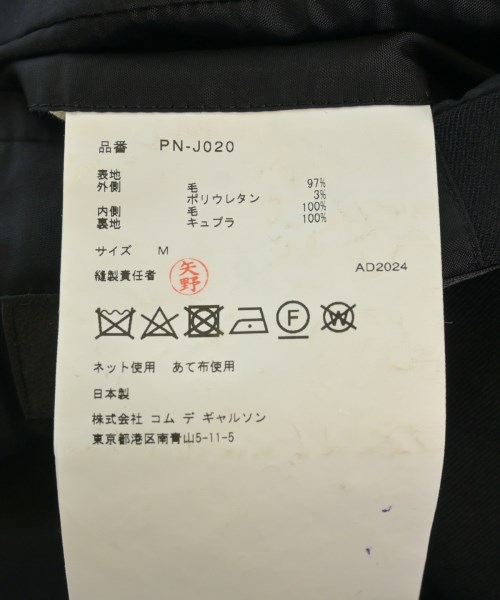 品番 PN-J020
表地
外側 毛 97%
ポリウレタン 3%
内側 毛 100%
裏地 キュプラ 100%
サイズ M
縫製責任者 矢野 AD2024
F W
ネット使用 あて布使用
日本製
株式会社 コム デ ギャルソン
東京都港区南青山5-11-5